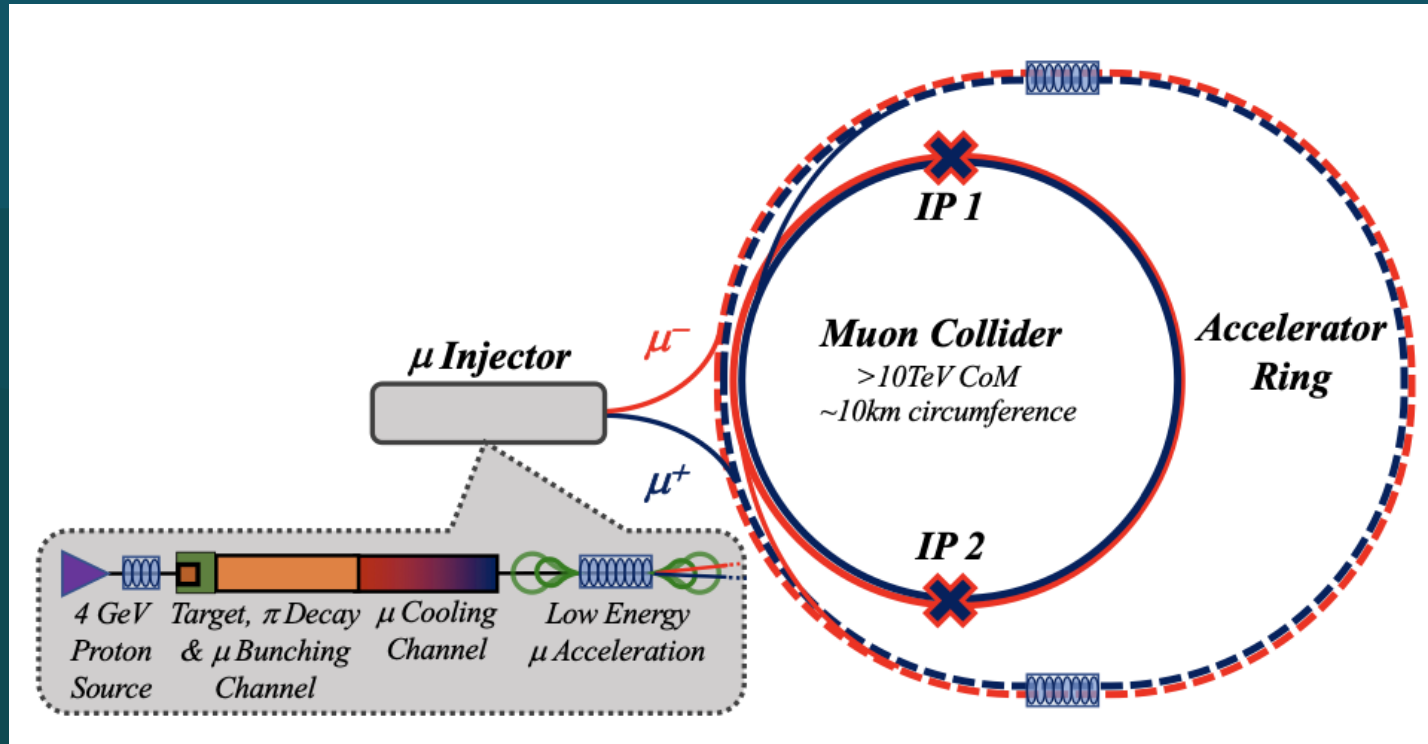 μ Injector
μ⁻
μ⁺
IP 1
Muon Collider
>10TeV CoM
~10km circumference
IP 2
Accelerator
Ring
4 GeV
Proton
Source
Target, π Decay
& μ Bunching
Channel
μ Cooling
Channel
Low Energy
μ Acceleration